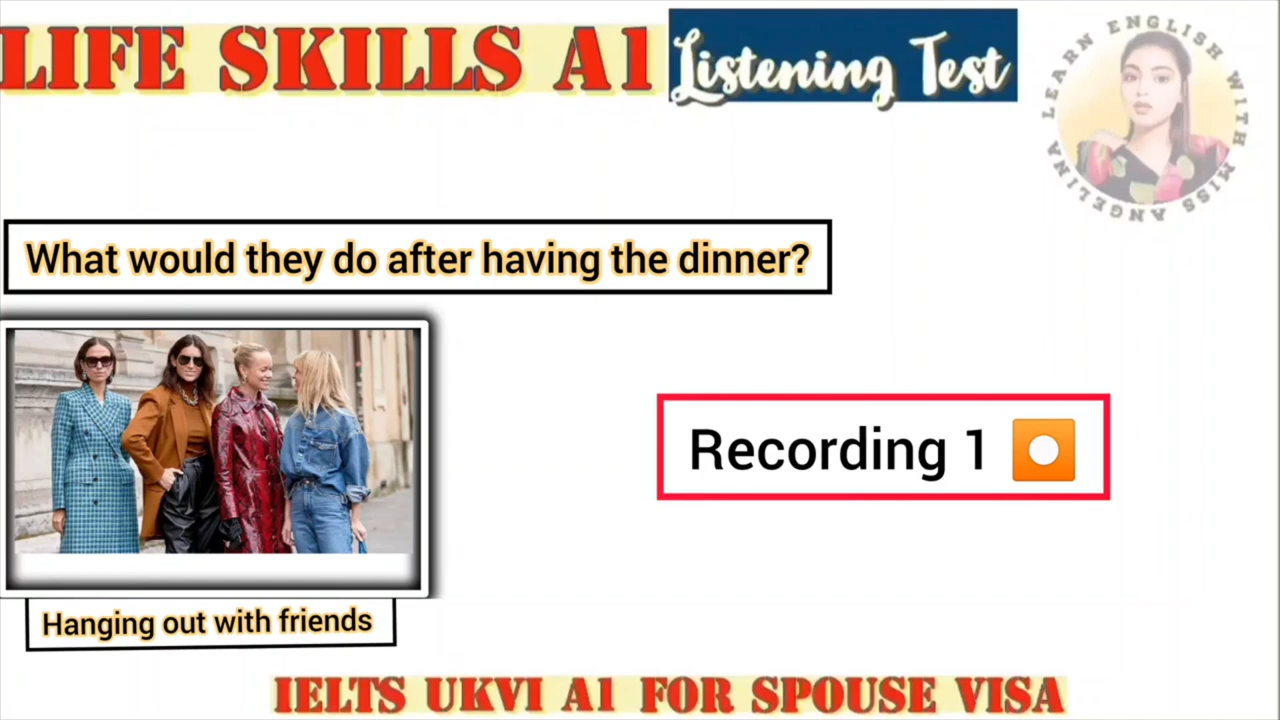 LIFE SKILLS A1 Listening Test
LEARN ENGLISH WITH MISS ANGELINA
What would they do after having the dinner?
Recording 1
Hanging out with friends
IELTS UKVI A1 FOR SPOUSE VISA